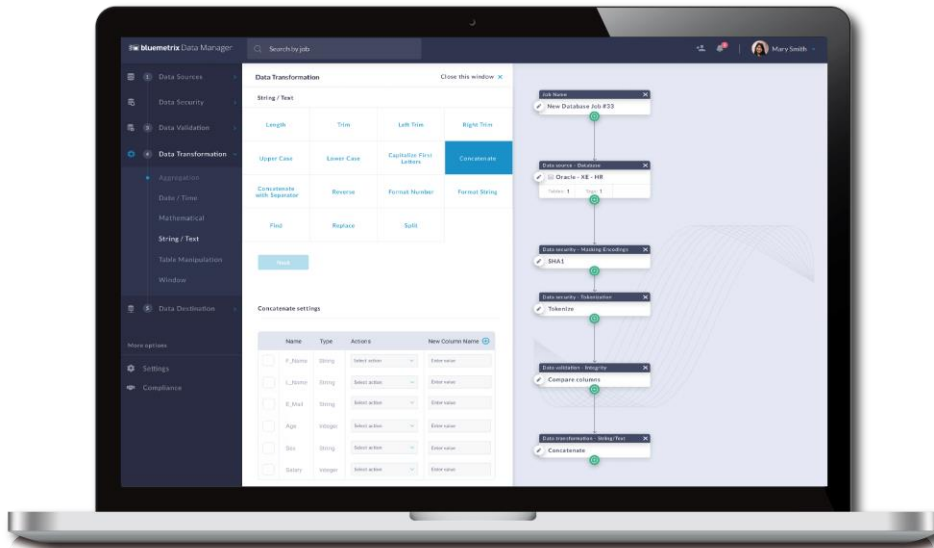 bluemetrix Data Manager
Search by job
Mary Smith
1 Data Sources
Data Security
3 Data Validation
4 Data Transformation
Aggregation
Date / Time
Mathematical
String / Text
Table Manipulation
Window
5 Data Destination
More options
Settings
Compliance
Data Transformation
Close this window ×
String / Text
Length
Trim
Left Trim
Right Trim
Upper Case
Lower Case
Capitalize First
Letters
Concatenate
Concatenate
with Separator
Reverse
Format Number
Format String
Find
Replace
Split
Next
Concatenate settings
Name Type Actions New Column Name
F_Name String Select action Enter value
L_Name String Select action Enter value
E_Mail String Select action Enter value
Age Integer Select action Enter value
Sex String Select action Enter value
Salary Integer Select action Enter value
Job Name
New Database Job #33
Data source - Database
Oracle - XE - HR
Data security - Masking Encodings
SHA1
Data security - Tokenization
Tokenize
Data validation - Integrity
Compare columns
Data transformation - String/Text
Concatenate